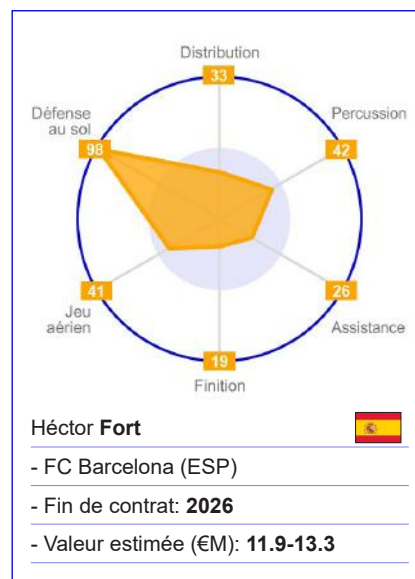 Distribution
33
Défense
au sol
98
Percussion
42
41
Jeu
aérien
26
Assistance
19
Finition
Héctor Fort
- FC Barcelona (ESP)
- Fin de contrat: 2026
- Valeur estimée (€M): 11.9-13.3